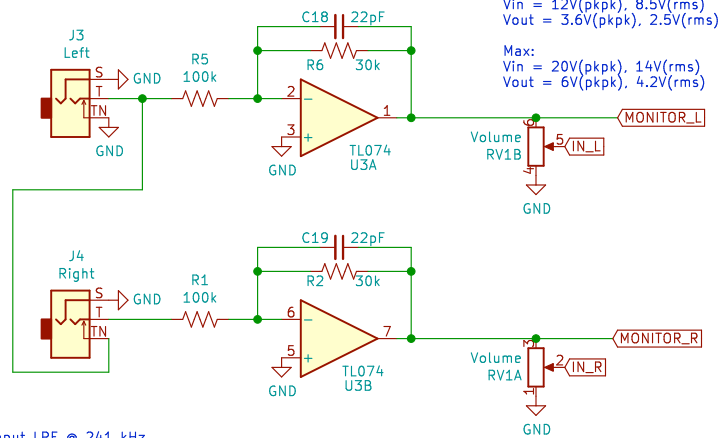 Vin = 12V(pkpk), 8.5V(rms)
Vout = 3.6V(pkpk), 2.5V(rms)
Max:
Vin = 20V(pkpk), 14V(rms)
Vout = 6V(pkpk), 4.2V(rms)
C18 22pF
R6 30k
J3
Left
S
GND
T
TN
GND
R5
100k
2
3
1
GND
TL074
U3A
MONITOR_L
Volume
RV1B
6
5
4
IN_L
GND
C19 22pF
R2 30k
J4
Right
S
GND
T
TN
R1
100k
6
5
7
GND
TL074
U3B
MONITOR_R
Volume
RV1A
3
2
1
IN_R
GND
LPF @ 241 kHz